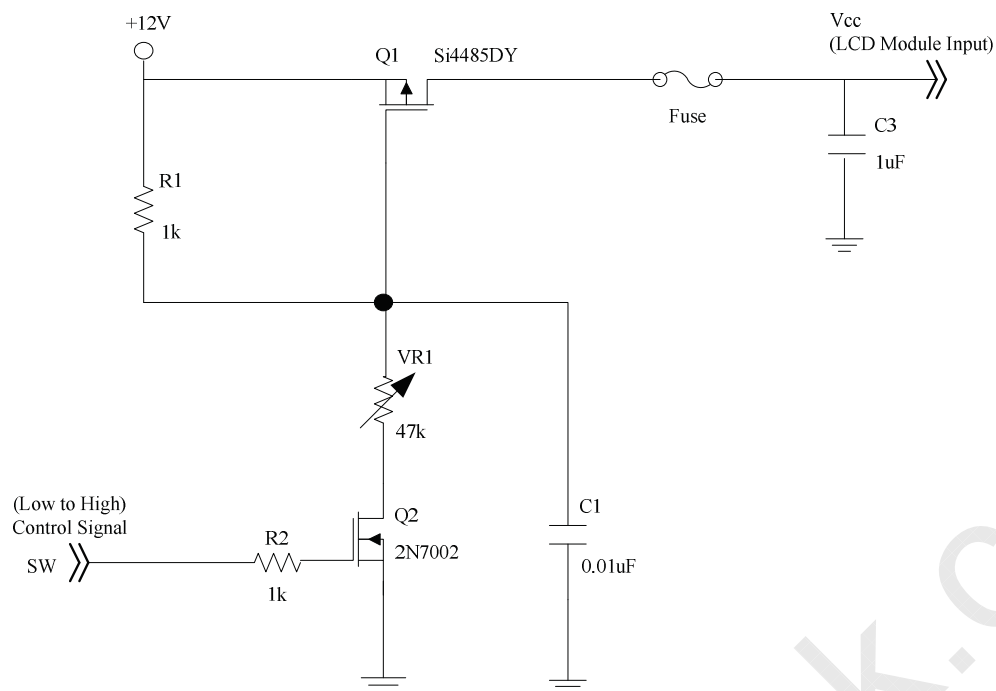 +12V
Q1
Si4485DY
Vcc
(LCD Module Input)
Fuse
C3
1uF
R1
1k
VR1
47k
(Low to High)
Control Signal
SW
R2
1k
Q2
2N7002
C1
0.01uF